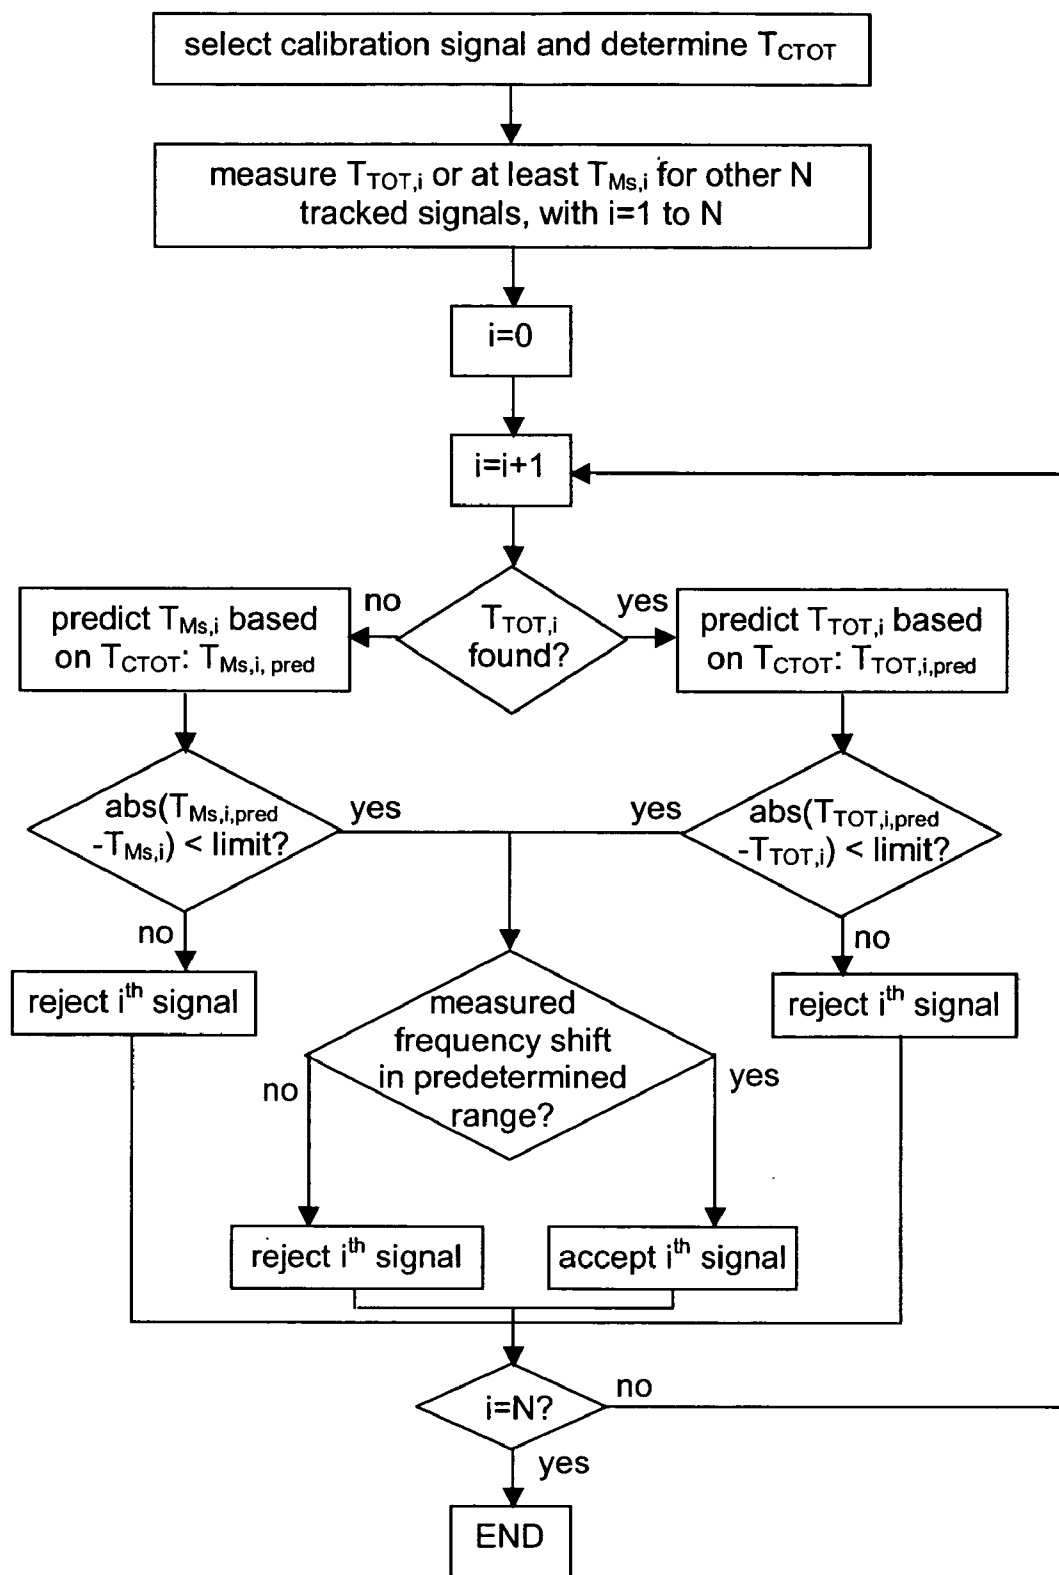 select calibration signal and determine TCTOT
measure TTOT,i or at least TMs,i for other N
tracked signals, with i=1 to N
i=0
i=i+1
no
TTOT,i
found?
yes
predict TMs,i based
on TCTOT: TMs,i, pred
predict TTOT,i based
on TCTOT: TTOT,i,pred
abs(TMs,i,pred
-TMs,i) < limit?
yes
yes
abs(TTOT,i,pred
-TTOT,i) < limit?
no
no
reject ith signal
measured
frequency shift
in predetermined
range?
reject ith signal
no
yes
reject ith signal
accept ith signal
i=N?
no
yes
END